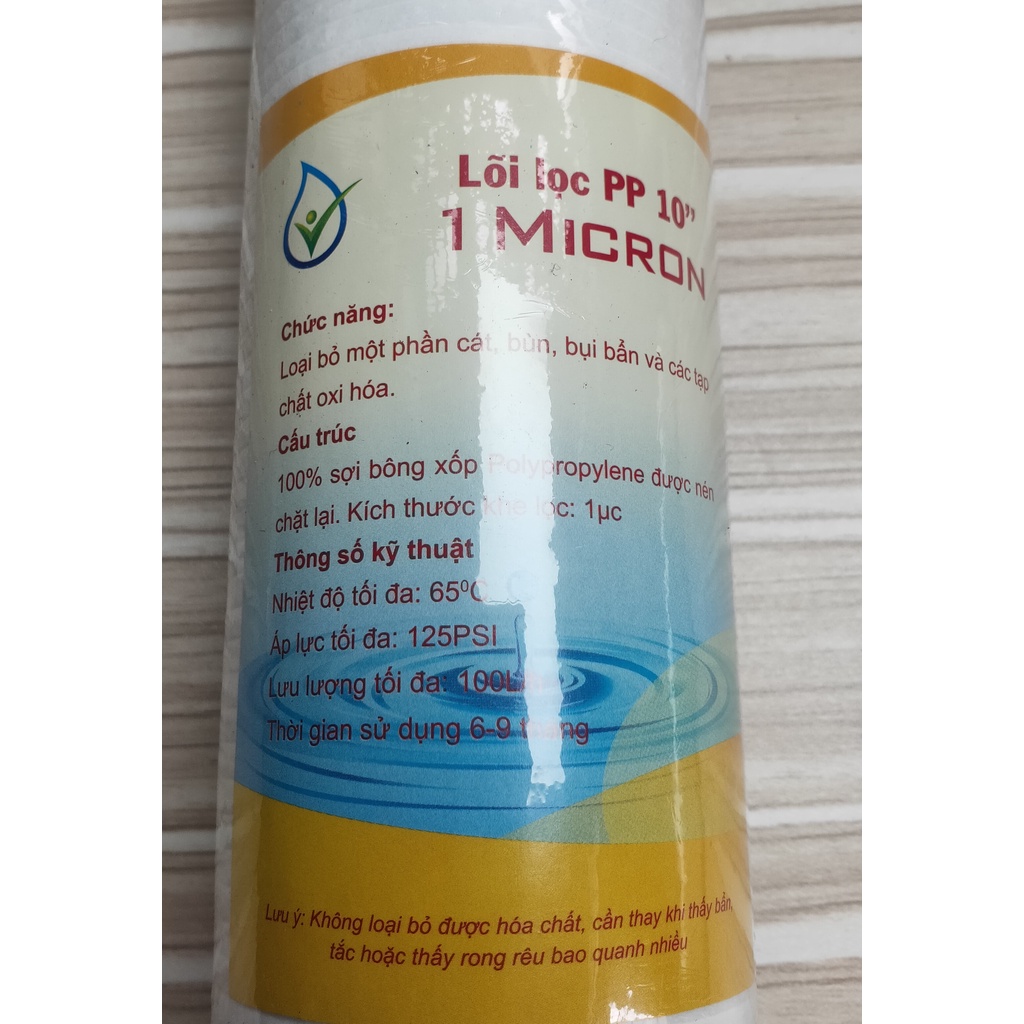 Lõi lọc PP 10”
1 MICRON
Chức năng:
Loại bỏ một phần cát, bùn, bụi bẩn và các tạp
chất oxi hóa.
Cấu trúc
100% sợi bông xốp Polypropylene được nén
chặt lại. Kích thước khe lọc: 1µc
Thông số kỹ thuật
Nhiệt độ tối đa: 65⁰C
Áp lực tối đa: 125PSI
Lưu lượng tối đa:
Thời gian sử dụng 6-9 tháng
Lưu ý: Không loại bỏ được hóa chất, cần thay khi thấy bẩn,
tắc hoặc thấy rong rêu bao quanh nhiều